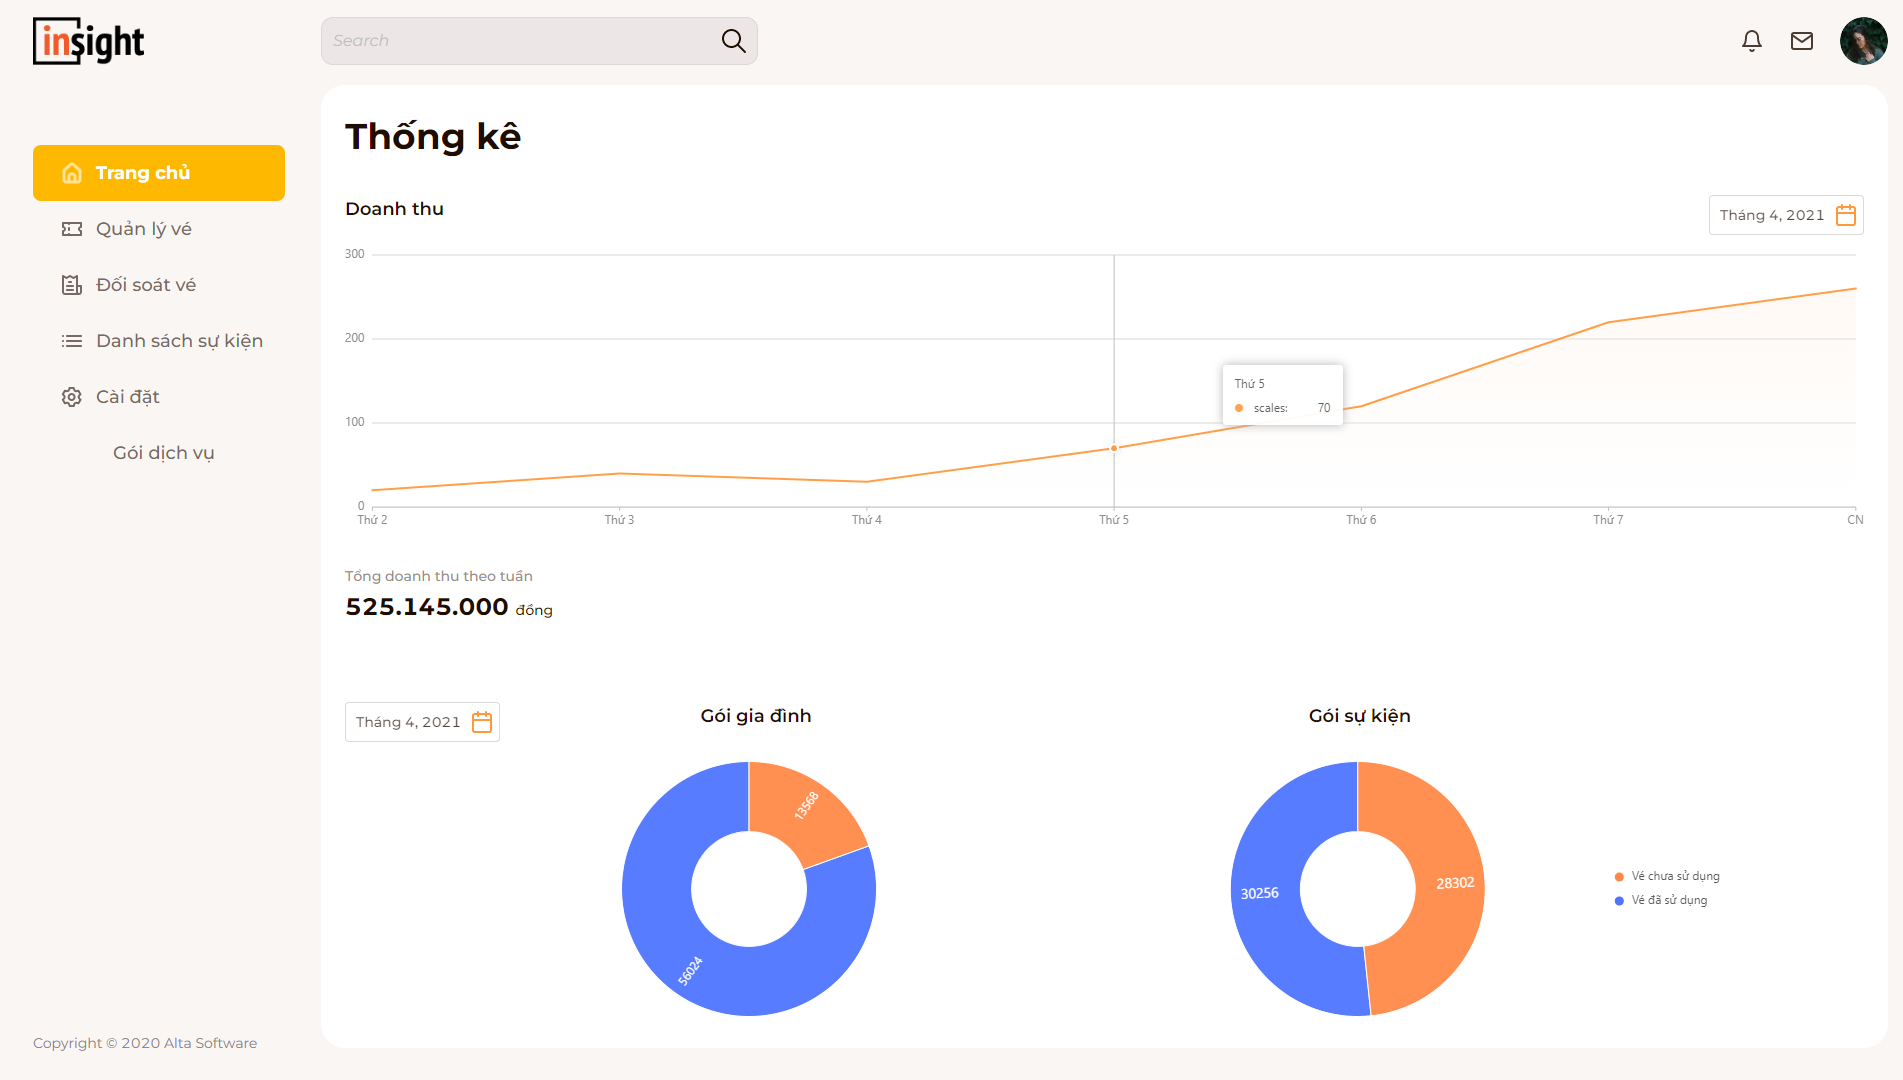 insight
Search
Trang chủ
Quản lý vé
Đối soát vé
Danh sách sự kiện
Cài đặt
Gói dịch vụ
Copyright © 2020 Alta Software
Thống kê
Doanh thu
Tháng 4, 2021
300
200
100
0
Thứ 2
Thứ 3
Thứ 4
Thứ 5
Thứ 6
Thứ 7
CN
Thứ 5
scales: 70
Tổng doanh thu theo tuần
525.145.000 đồng
Tháng 4, 2021
Gói gia đình
13568
56024
Gói sự kiện
28302
30256
Vé chưa sử dụng
Vé đã sử dụng